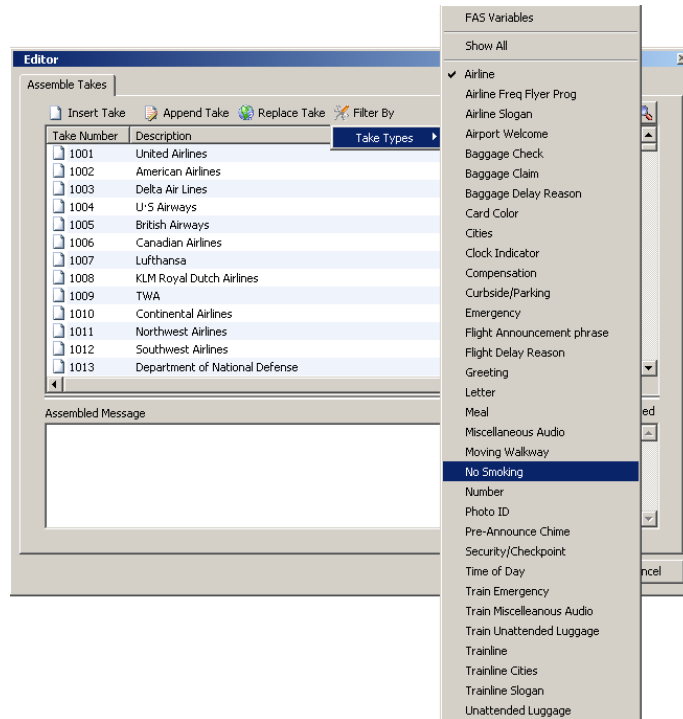 Editor
Assemble Takes
Insert Take Append Take Replace Take Filter By
Take Types
Take Number Description
1001 United Airlines
1002 American Airlines
1003 Delta Air Lines
1004 U·S Airways
1005 British Airways
1006 Canadian Airlines
1007 Lufthansa
1008 KLM Royal Dutch Airlines
1009 TWA
1010 Continental Airlines
1011 Northwest Airlines
1012 Southwest Airlines
1013 Department of National Defense
Assembled Message
ed
ncel
FAS Variables
Show All
Airline
Airline Freq Flyer Prog
Airline Slogan
Airport Welcome
Baggage Check
Baggage Claim
Baggage Delay Reason
Card Color
Cities
Clock Indicator
Compensation
Curbside/Parking
Emergency
Flight Announcement phrase
Flight Delay Reason
Greeting
Letter
Meal
Miscellaneous Audio
Moving Walkway
No Smoking
Number
Photo ID
Pre-Announce Chime
Security/Checkpoint
Time of Day
Train Emergency
Train Miscelleanous Audio
Train Unattended Luggage
Trainline
Trainline Cities
Trainline Slogan
Unattended Luggage